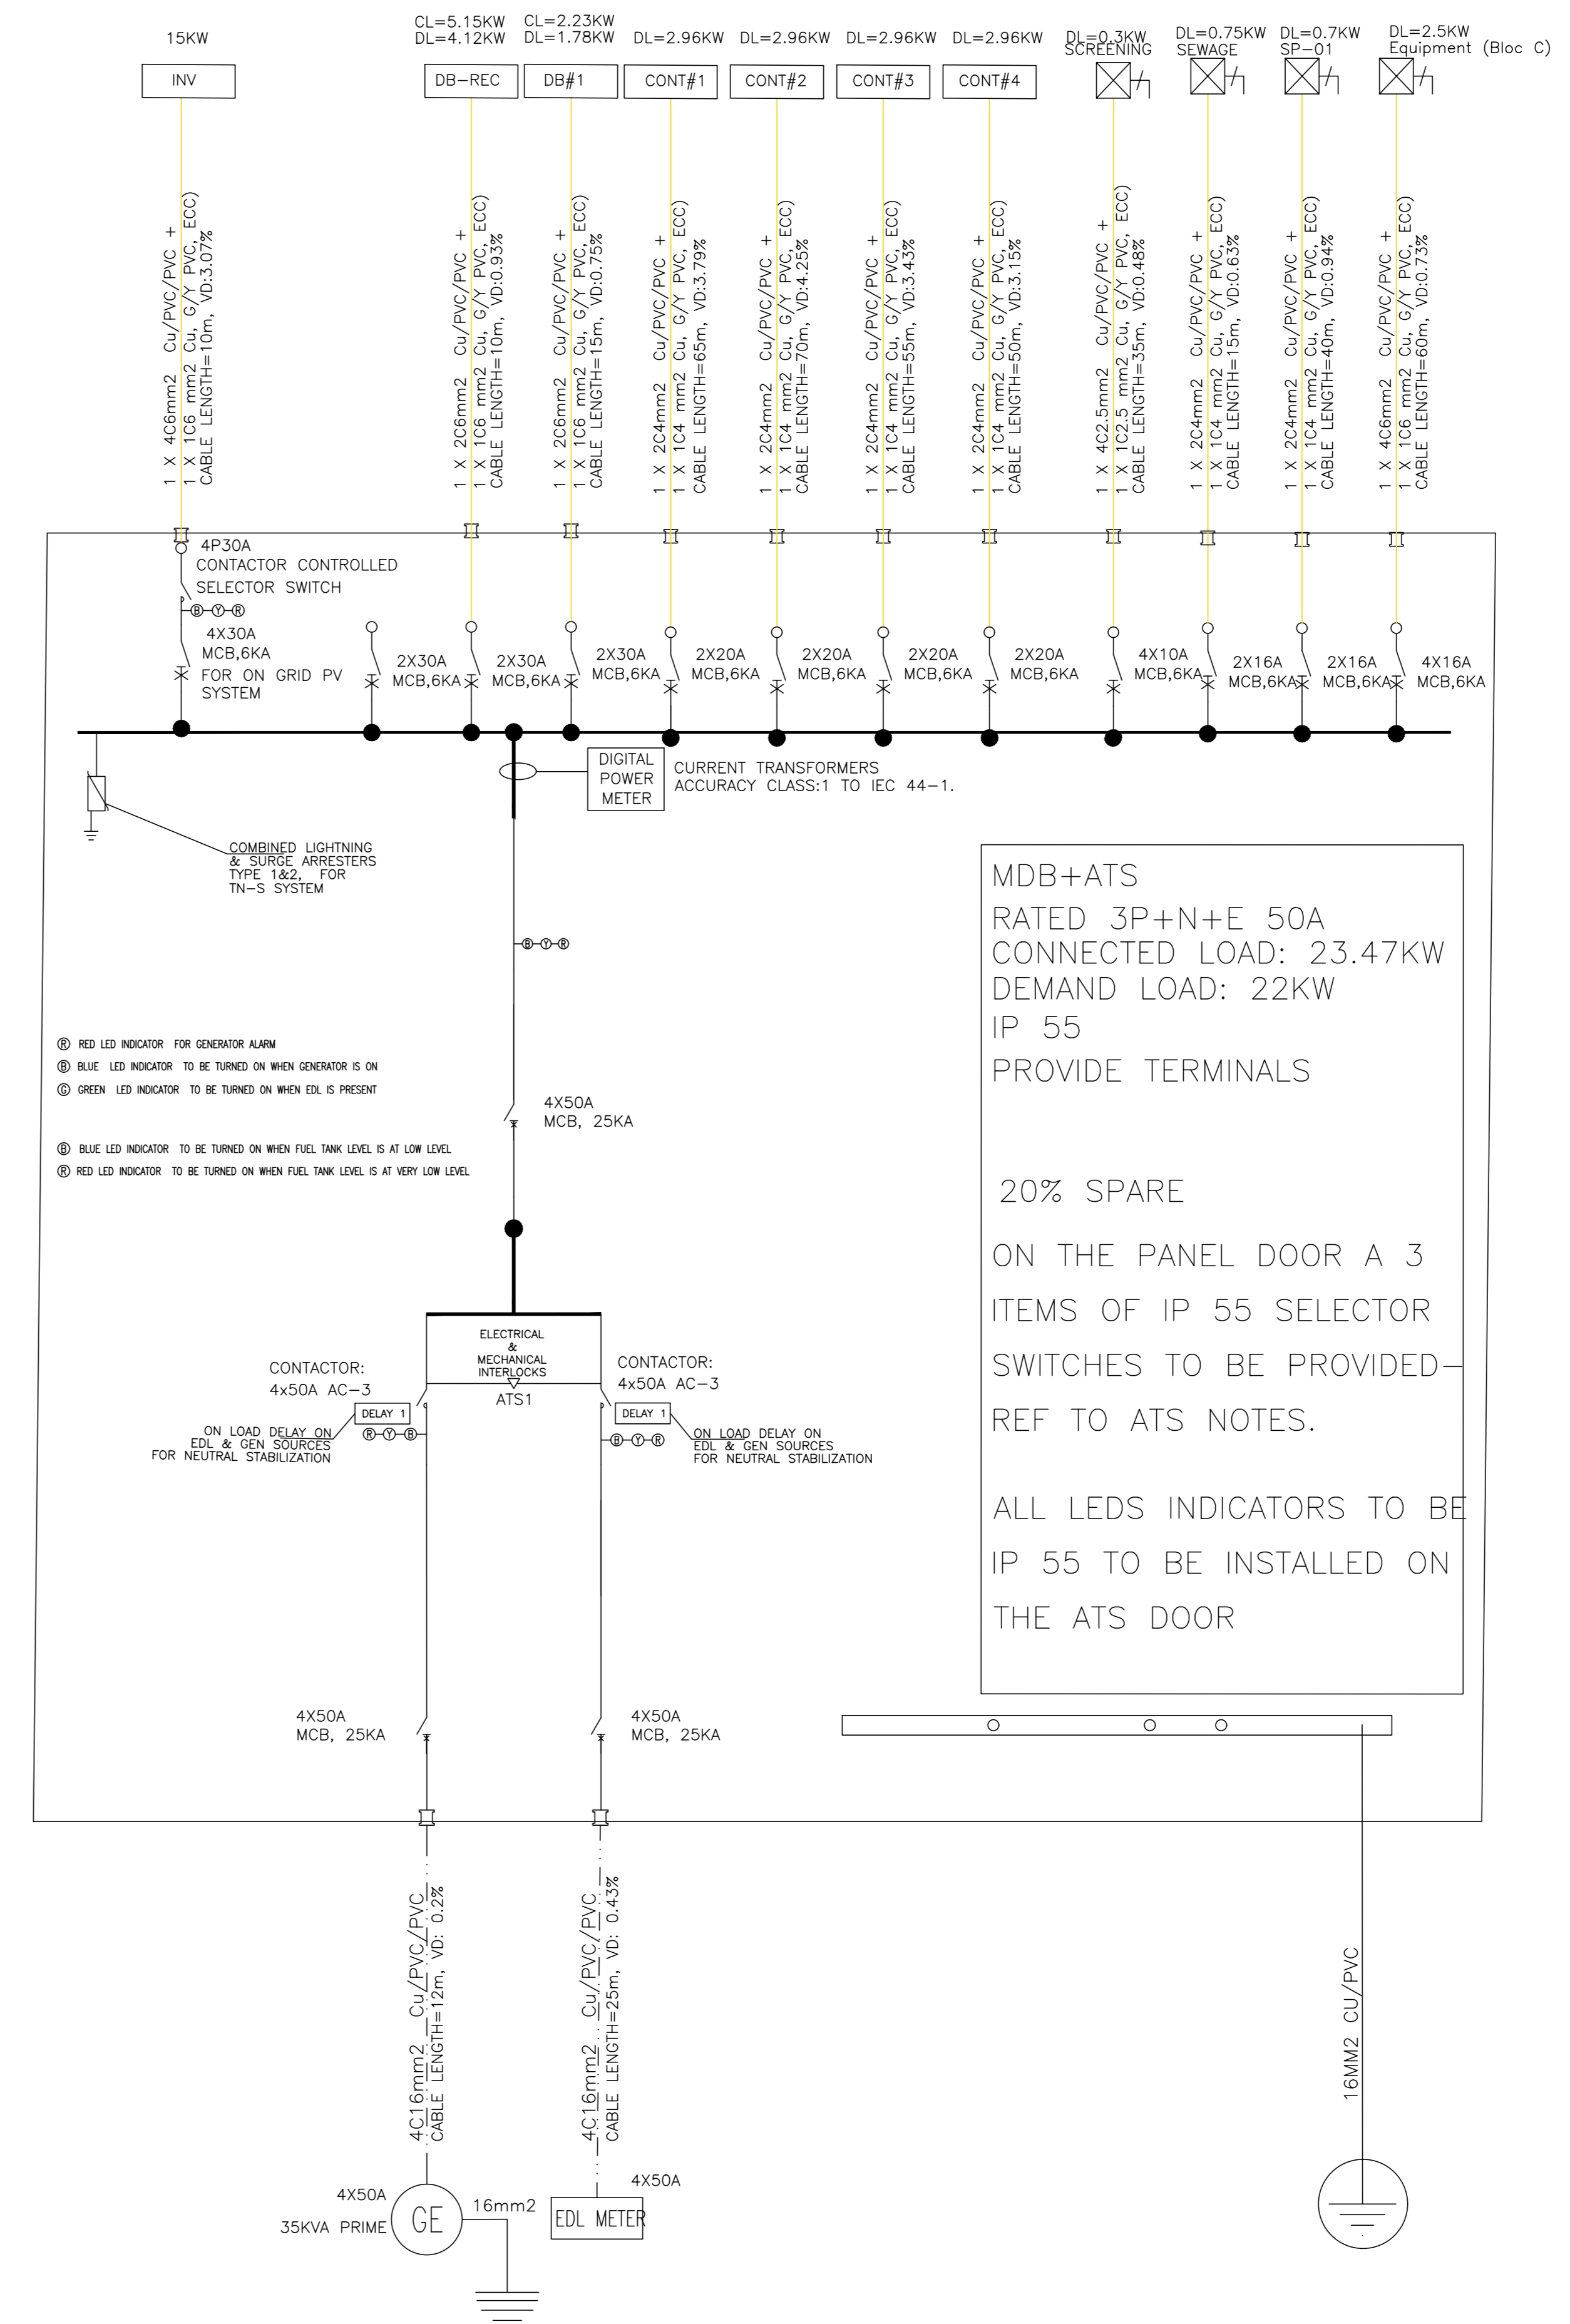 15KW
INV
CL=5.15KW
DL=4.12KW
DB-REC
CL=2.23KW
DL=1.78KW
DB#1
DL=2.96KW
CONT#1
DL=2.96KW
CONT#2
DL=2.96KW
CONT#3
DL=2.96KW
CONT#4
DL=0.3KW
SCREENING
DL=0.75KW
SEWAGE
DL=0.7KW
SP-01
DL=2.5KW
Equipment (Bloc C)
1 X 4C6mm2 Cu/PVC/PVC +
1 X 1C6 mm2 Cu, G/Y PVC, ECC)
CABLE LENGTH=10m, VD:3.07%
1 X 2C6mm2 Cu/PVC/PVC +
1 X 1C6 mm2 Cu, G/Y PVC, ECC)
CABLE LENGTH=10m, VD:0.93%
1 X 2C6mm2 Cu/PVC/PVC +
1 X 1C6 mm2 Cu, G/Y PVC, ECC)
CABLE LENGTH=15m, VD:0.75%
1 X 2C4mm2 Cu/PVC/PVC +
1 X 1C4 mm2 Cu, G/Y PVC, ECC)
CABLE LENGTH=65m, VD:3.79%
1 X 2C4mm2 Cu/PVC/PVC +
1 X 1C4 mm2 Cu, G/Y PVC, ECC)
CABLE LENGTH=70m, VD:4.25%
1 X 2C4mm2 Cu/PVC/PVC +
1 X 1C4 mm2 Cu, G/Y PVC, ECC)
CABLE LENGTH=55m, VD:3.43%
1 X 2C4mm2 Cu/PVC/PVC +
1 X 1C4 mm2 Cu, G/Y PVC, ECC)
CABLE LENGTH=50m, VD:3.15%
1 X 4C2.5mm2 Cu/PVC/PVC +
1 X 1C2.5 mm2 Cu, G/Y PVC, ECC)
CABLE LENGTH=35m, VD:0.48%
1 X 2C4mm2 Cu/PVC/PVC +
1 X 1C4 mm2 Cu, G/Y PVC, ECC)
CABLE LENGTH=15m, VD:0.63%
1 X 2C4mm2 Cu/PVC/PVC +
1 X 1C4 mm2 Cu, G/Y PVC, ECC)
CABLE LENGTH=40m, VD:0.94%
1 X 4C6mm2 Cu/PVC/PVC +
1 X 1C6 mm2 Cu, G/Y PVC, ECC)
CABLE LENGTH=60m, VD:0.73%
4P30A
CONTACTOR CONTROLLED
SELECTOR SWITCH
B Y R
4X30A
MCB,6KA
FOR ON GRID PV
SYSTEM
2X30A
MCB,6KA
2X30A
MCB,6KA
2X30A
MCB,6KA
2X20A
MCB,6KA
2X20A
MCB,6KA
2X20A
MCB,6KA
2X20A
MCB,6KA
4X10A
MCB,6KA
2X16A
MCB,6KA
2X16A
MCB,6KA
4X16A
MCB,6KA
DIGITAL
POWER
METER
CURRENT TRANSFORMERS
ACCURACY CLASS:1 TO IEC 44-1.
COMBINED LIGHTNING
& SURGE ARRESTERS
TYPE 1&2, FOR
TN-S SYSTEM
B Y R
R RED LED INDICATOR FOR GENERATOR ALARM
B BLUE LED INDICATOR TO BE TURNED ON WHEN GENERATOR IS ON
G GREEN LED INDICATOR TO BE TURNED ON WHEN EDL IS PRESENT
B BLUE LED INDICATOR TO BE TURNED ON WHEN FUEL TANK LEVEL IS AT LOW LEVEL
R RED LED INDICATOR TO BE TURNED ON WHEN FUEL TANK LEVEL IS AT VERY LOW LEVEL
4X50A
MCB, 25KA
MDB+ATS
RATED 3P+N+E 50A
CONNECTED LOAD: 23.47KW
DEMAND LOAD: 22KW
IP 55
PROVIDE TERMINALS
20% SPARE
ON THE PANEL DOOR A 3
ITEMS OF IP 55 SELECTOR
SWITCHES TO BE PROVIDED-
REF TO ATS NOTES.
ALL LEDS INDICATORS TO BE
IP 55 TO BE INSTALLED ON
THE ATS DOOR
ELECTRICAL
&
MECHANICAL
INTERLOCKS
ATS1
CONTACTOR:
4x50A AC-3
DELAY 1
R Y B
ON LOAD DELAY ON
EDL & GEN SOURCES
FOR NEUTRAL STABILIZATION
CONTACTOR:
4x50A AC-3
DELAY 1
B Y R
ON LOAD DELAY ON
EDL & GEN SOURCES
FOR NEUTRAL STABILIZATION
4X50A
MCB, 25KA
4X50A
MCB, 25KA
4C16mm2 Cu/PVC/PVC
CABLE LENGTH=12m, VD: 0.2%
4C16mm2 Cu/PVC/PVC
CABLE LENGTH=25m, VD: 0.43%
16MM2 CU/PVC
4X50A
35KVA PRIME
GE
16mm2
4X50A
EDL METER